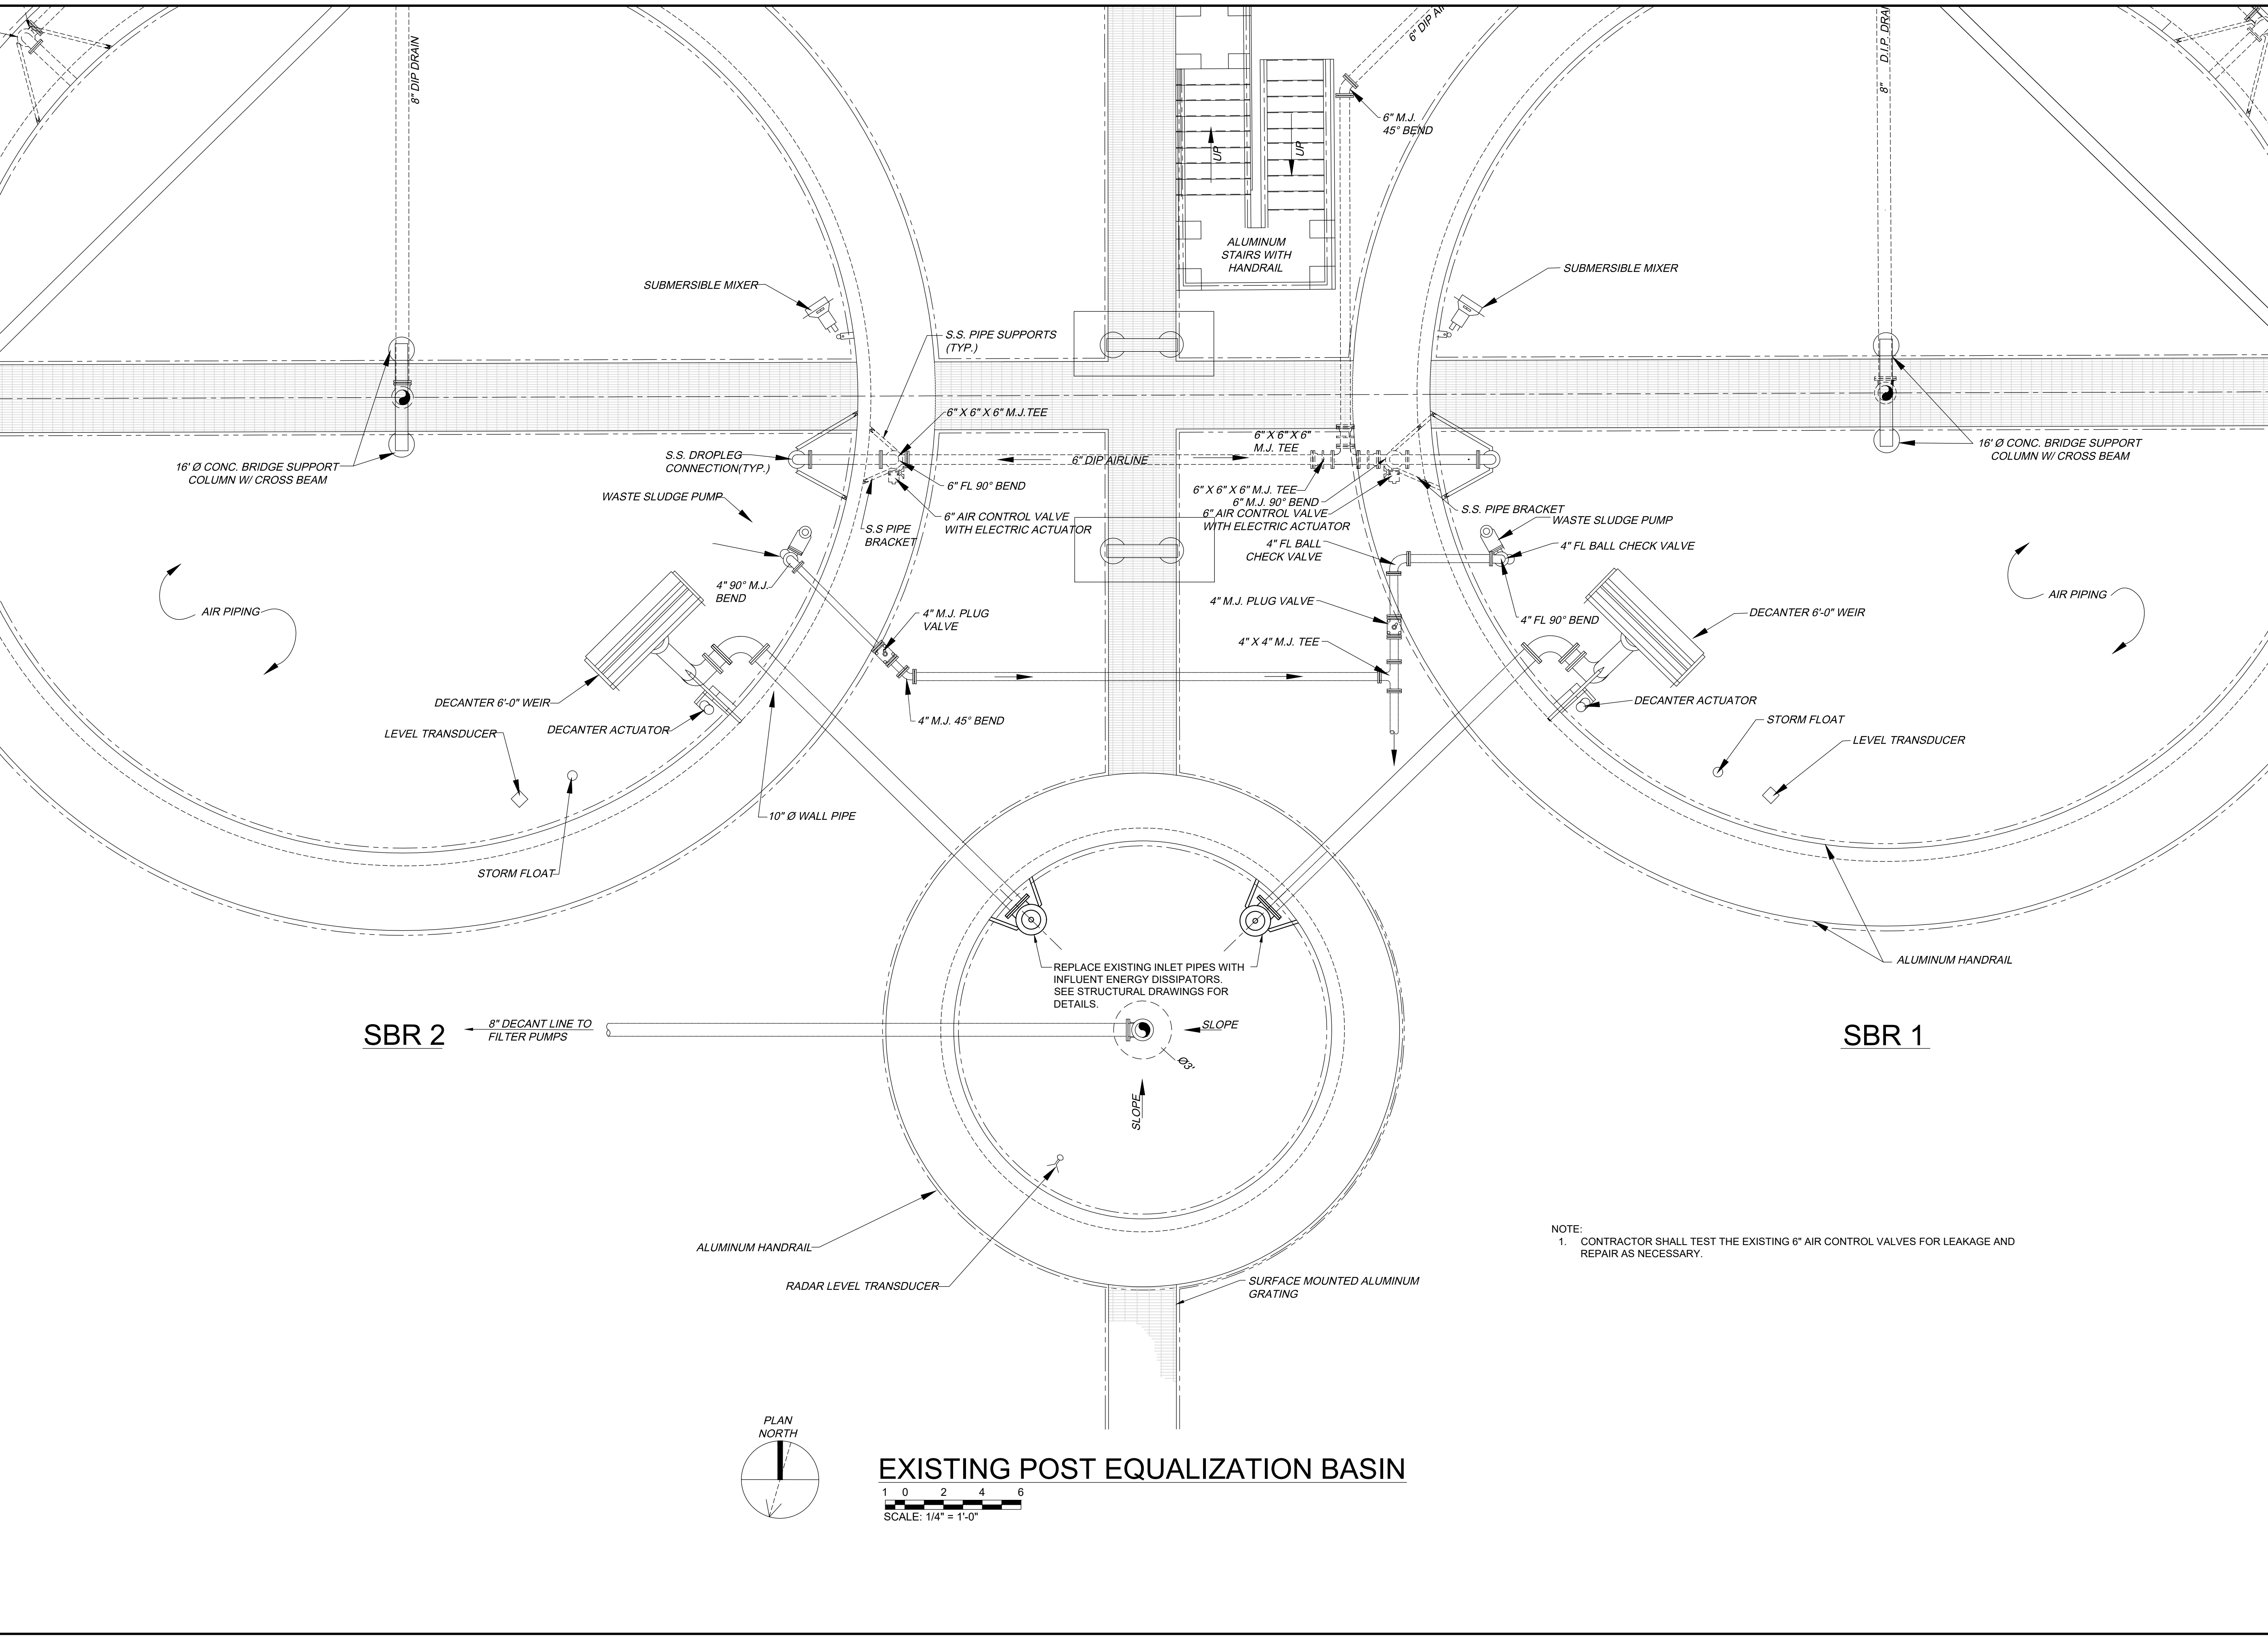 8" DIP DRAIN
6" DIP AI
8" D.I.P. DRAI
6" M.J.
45° BEND
UP
UP
ALUMINUM
STAIRS WITH
HANDRAIL
SUBMERSIBLE MIXER
SUBMERSIBLE MIXER
S.S. PIPE SUPPORTS
(TYP.)
6" X 6" X 6" M.J.TEE
S.S. DROPLEG
CONNECTION(TYP.)
6" DIP AIRLINE
6" X 6" X 6"
M.J. TEE
16' Ø CONC. BRIDGE SUPPORT
COLUMN W/ CROSS BEAM
16' Ø CONC. BRIDGE SUPPORT
COLUMN W/ CROSS BEAM
WASTE SLUDGE PUMP
6" FL 90° BEND
6" X 6" X 6" M.J. TEE
6" M.J. 90° BEND
6" AIR CONTROL VALVE
WITH ELECTRIC ACTUATOR
6" AIR CONTROL VALVE
WITH ELECTRIC ACTUATOR
S.S PIPE
BRACKET
S.S. PIPE BRACKET
WASTE SLUDGE PUMP
4" FL BALL
CHECK VALVE
4" FL BALL CHECK VALVE
4" 90° M.J.
BEND
AIR PIPING
AIR PIPING
4" M.J. PLUG
VALVE
4" M.J. PLUG VALVE
4" FL 90° BEND
DECANTER 6'-0" WEIR
4" X 4" M.J. TEE
DECANTER 6'-0" WEIR
DECANTER ACTUATOR
4" M.J. 45° BEND
DECANTER ACTUATOR
LEVEL TRANSDUCER
STORM FLOAT
LEVEL TRANSDUCER
10" Ø WALL PIPE
STORM FLOAT
ALUMINUM HANDRAIL
REPLACE EXISTING INLET PIPES WITH
INFLUENT ENERGY DISSIPATORS.
SEE STRUCTURAL DRAWINGS FOR
DETAILS.
SBR 2
8" DECANT LINE TO
FILTER PUMPS
SLOPE
SBR 1
Ø3'
SLOPE
ALUMINUM HANDRAIL
RADAR LEVEL TRANSDUCER
SURFACE MOUNTED ALUMINUM
GRATING
NOTE:
1. CONTRACTOR SHALL TEST THE EXISTING 6" AIR CONTROL VALVES FOR LEAKAGE AND
REPAIR AS NECESSARY.
PLAN
NORTH
EXISTING POST EQUALIZATION BASIN
1 0 2 4 6
SCALE: 1/4" = 1'-0"